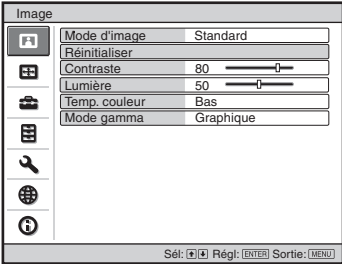 Image
Mode d'image Standard
Réinitialiser
Contraste 80
Lumière 50
Temp. couleur Bas
Mode gamma Graphique
Sél: Régl: ENTER Sortie: MENU